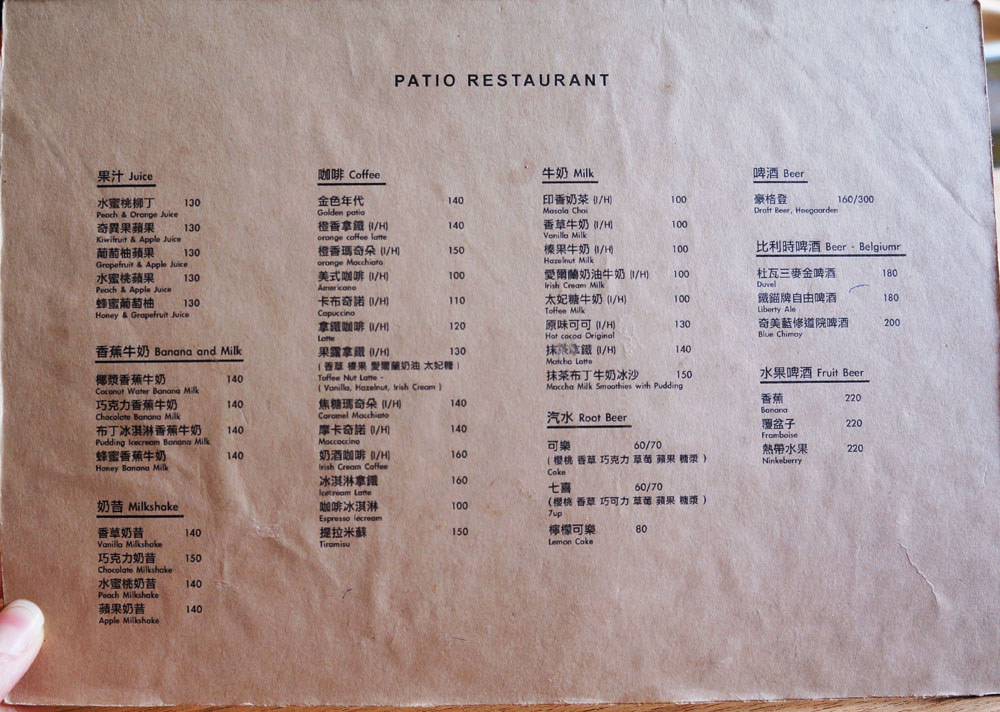 PATIO RESTAURANT
果汁 Juice
水蜜桃柳丁 130
Peach & Orange Juice
奇異果蘋果 130
Kiwifruit & Apple Juice
葡萄柚蘋果 130
Grapefruit & Apple Juice
水蜜桃蘋果 130
Peach & Apple Juice
蜂蜜葡萄柚 130
Honey & Grapefruit Juice
香蕉牛奶 Banana and Milk
椰漿香蕉牛奶 140
Coconut Water Banana Milk
巧克力香蕉牛奶 140
Chocolate Banana Milk
布丁冰淇淋香蕉牛奶 140
Pudding Icecream Banana Milk
蜂蜜香蕉牛奶 140
Honey Banana Milk
奶昔 Milkshake
香草奶昔 140
Vanilla Milkshake
巧克力奶昔 150
Chocolate Milkshake
水蜜桃奶昔 140
Peach Milkshake
蘋果奶昔 140
Apple Milkshake
咖啡 Coffee
金色年代 140
Golden patio
橙香拿鐵 (I/H) 140
orange coffee latte
橙香瑪奇朵 (I/H) 150
orange Macchiato
美式咖啡 (I/H) 100
Americano
卡布奇諾 (I/H) 110
Capuccino
拿鐵咖啡 (I/H) 120
Latte
果露拿鐵 (I/H) 130
( 香草 榛果 愛爾蘭奶油 太妃糖 )
Toffee Nut Latte -
( Vanilla, Hazelnut, Irish Cream )
焦糖瑪奇朵 (I/H) 140
Caramel Macchiato
摩卡奇諾 (I/H) 140
Moccaccino
奶酒咖啡 (I/H) 160
Irish Cream Coffee
冰淇淋拿鐵 160
Icetream Latte
咖啡冰淇淋 100
Espresso Iecream
提拉米蘇 150
Tiramisu
牛奶 Milk
印香奶茶 (I/H) 100
Masala Chai
香草牛奶 (I/H) 100
Vanilla Milk
榛果牛奶 (I/H) 100
Hazelnut Milk
愛爾蘭奶油牛奶 (I/H) 100
Irish Cream Milk
太妃糖牛奶 (I/H) 100
Toffee Milk
原味可可 (I/H) 130
Hot cocoa Original
抹茶拿鐵 (I/H) 140
Matcha Latte
抹茶布丁牛奶冰沙 150
Maccha Milk Smoothies with Pudding
汽水 Root Beer
可樂 60/70
( 櫻桃 香草 巧克力 草莓 蘋果 糖漿 )
Coke
七喜 60/70
( 櫻桃 香草 巧可力 草莓 蘋果 糖漿 )
7up
檸檬可樂 80
Lemon Coke
啤酒 Beer
豪格登 160/300
Draft Beer, Hoegaarden
比利時啤酒 Beer - Belgiumr
杜瓦三麥金啤酒 180
Duvel
鐵錨牌自由啤酒 180
Liberty Ale
奇美藍修道院啤酒 200
Blue Chimay
水果啤酒 Fruit Beer
香蕉 220
Banana
覆盆子 220
Framboise
熱帶水果 220
Ninkeberry